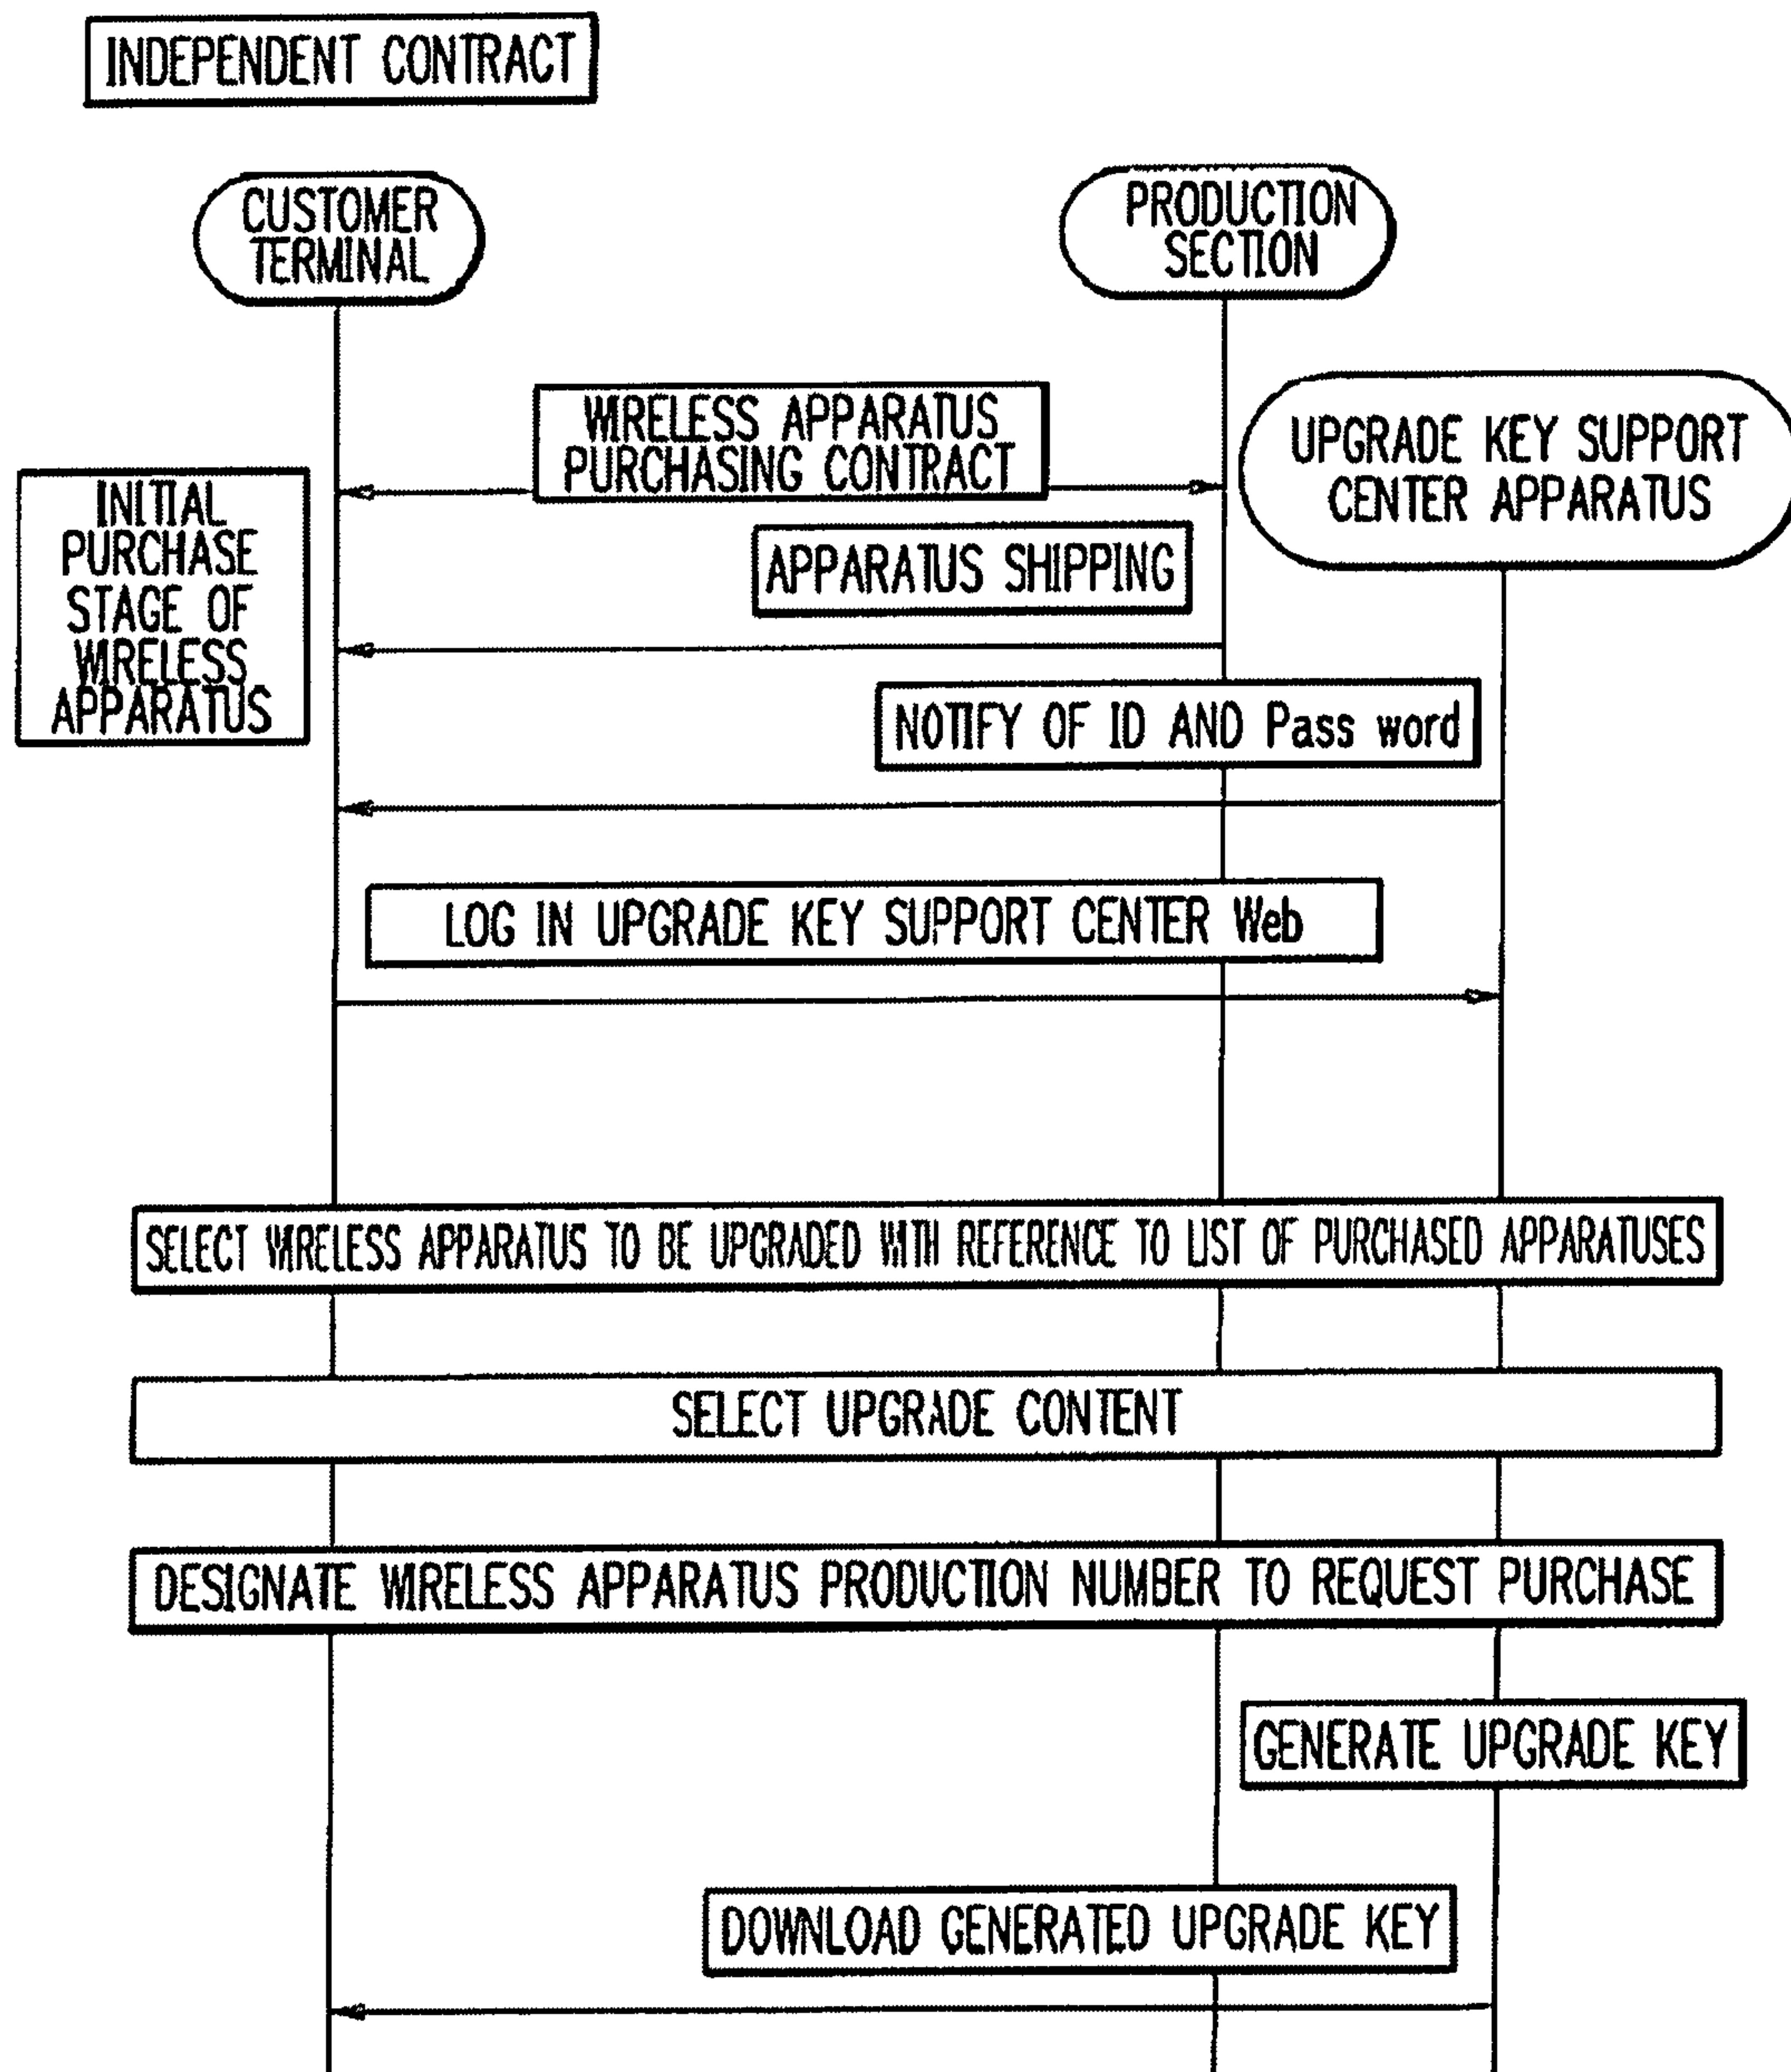 INDEPENDENT CONTRACT
CUSTOMER
TERMINAL
PRODUCTION
SECTION
WIRELESS APPARATUS
PURCHASING CONTRACT
UPGRADE KEY SUPPORT
CENTER APPARATUS
INITIAL
PURCHASE
STAGE OF
WIRELESS
APPARATUS
APPARATUS SHIPPING
NOTIFY OF ID AND Pass word
LOG IN UPGRADE KEY SUPPORT CENTER Web
SELECT WIRELESS APPARATUS TO BE UPGRADED WITH REFERENCE TO LIST OF PURCHASED APPARATUSES
SELECT UPGRADE CONTENT
DESIGNATE WIRELESS APPARATUS PRODUCTION NUMBER TO REQUEST PURCHASE
GENERATE UPGRADE KEY
DOWNLOAD GENERATED UPGRADE KEY